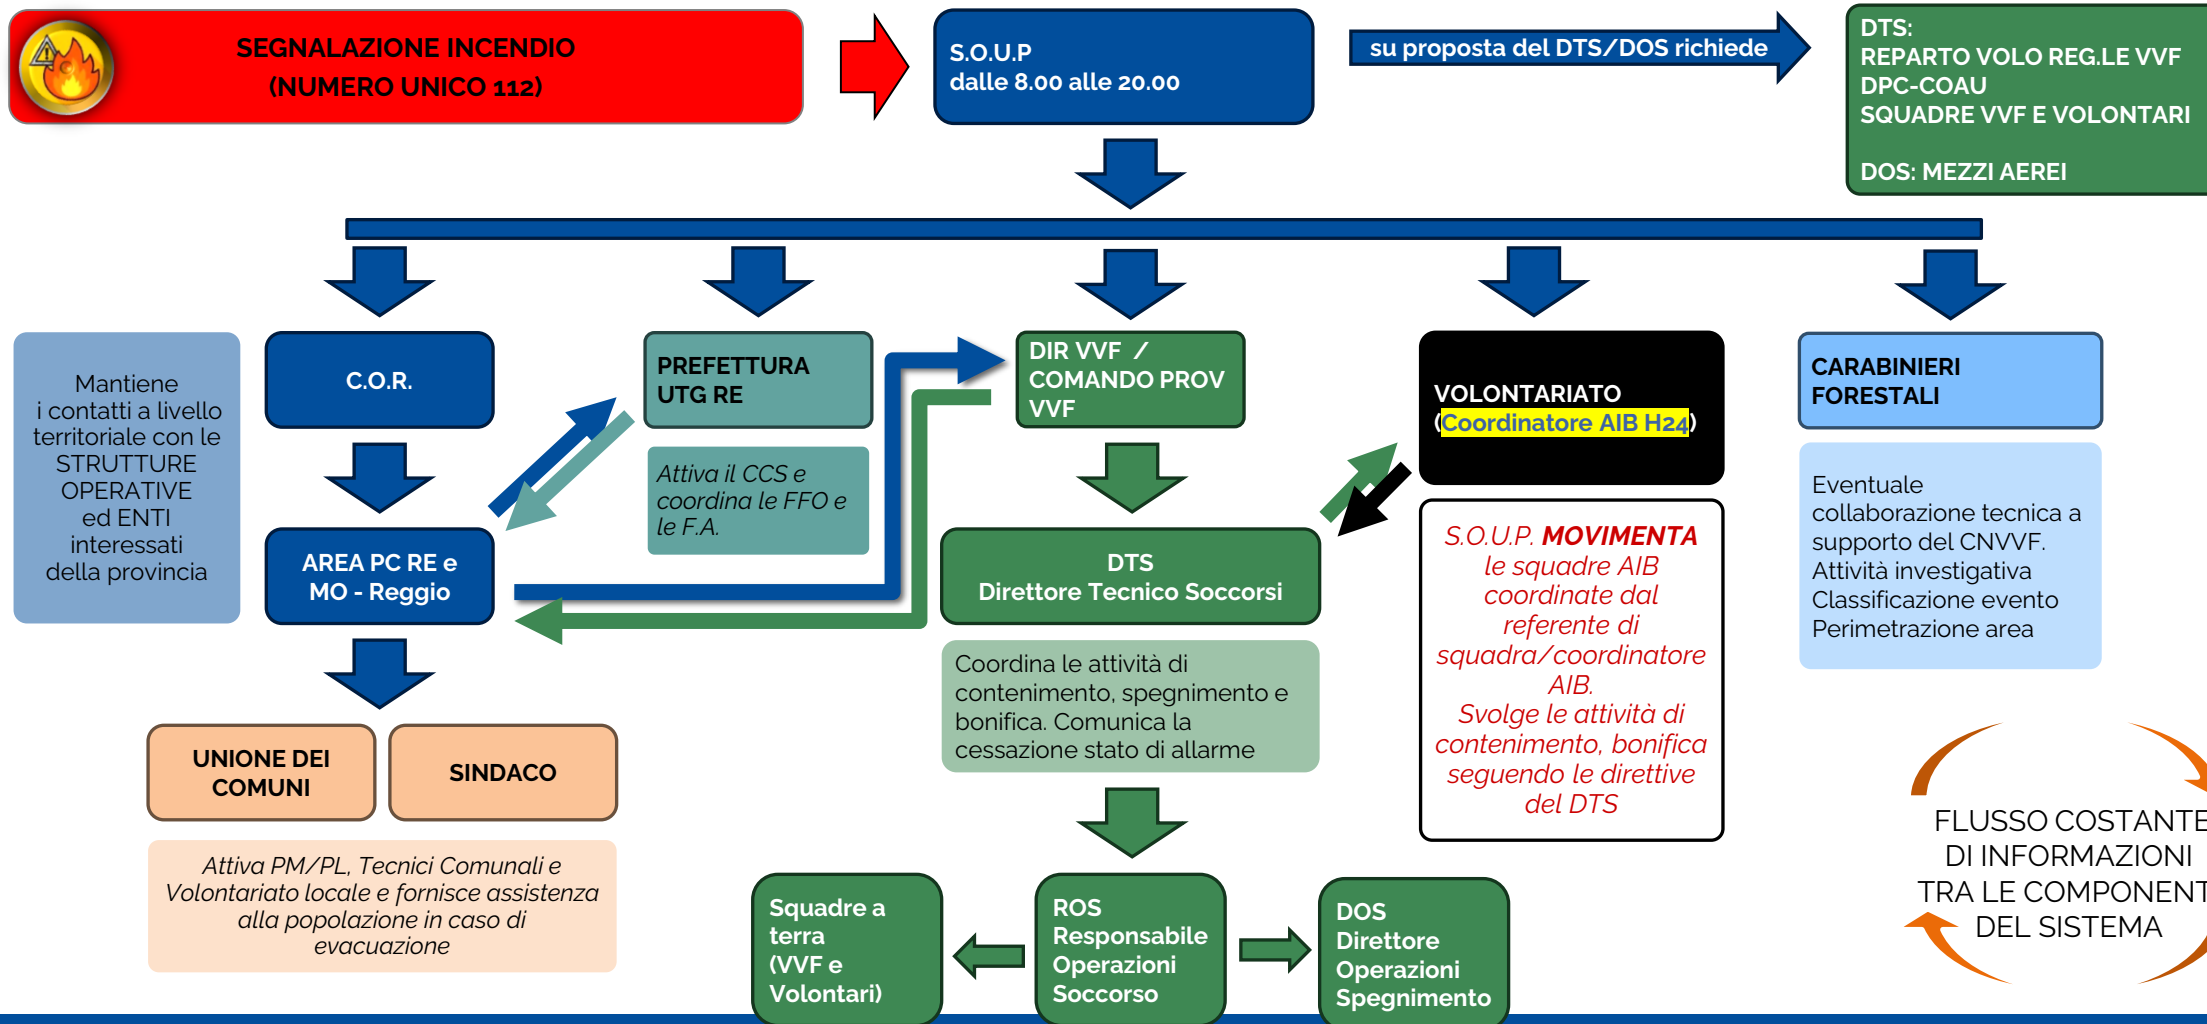 SEGNALAZIONE INCENDIO
(NUMERO UNICO 112)
S.O.U.P
dalle 8.00 alle 20.00
su proposta del DTS/DOS richiede
DTS:
REPARTO VOLO REG.LE VVF
DPC-COAU
SQUADRE VVF E VOLONTARI
DOS: MEZZI AEREI
Mantiene
i contatti a livello
territoriale con le
STRUTTURE
OPERATIVE
ed ENTI
interessati
della provincia
C.O.R.
PREFETTURA
UTG RE
Attiva il CCS e
coordina le FFO e
le F.A.
DIR VVF /
COMANDO PROV
VVF
VOLONTARIATO
(Coordinatore AIB H24)
CARABINIERI
FORESTALI
Eventuale
collaborazione tecnica a
supporto del CNVVF.
Attività investigativa
Classificazione evento
Perimetrazione area
AREA PC RE e
MO - Reggio
DTS
Direttore Tecnico Soccorsi
S.O.U.P. MOVIMENTA
le squadre AIB
coordinate dal
referente di
squadra/coordinatore
AIB.
Svolge le attività di
contenimento, bonifica
seguendo le direttive
del DTS
Coordina le attività di
contenimento, spegnimento e
bonifica. Comunica la
cessazione stato di allarme
UNIONE DEI
COMUNI
SINDACO
Attiva PM/PL, Tecnici Comunali e
Volontariato locale e fornisce assistenza
alla popolazione in caso di
evacuazione
Squadre a
terra
(VVF e
Volontari)
ROS
Responsabile
Operazioni
Soccorso
DOS
Direttore
Operazioni
Spegnimento
FLUSSO COSTANTE
DI INFORMAZIONI
TRA LE COMPONENT
DEL SISTEMA